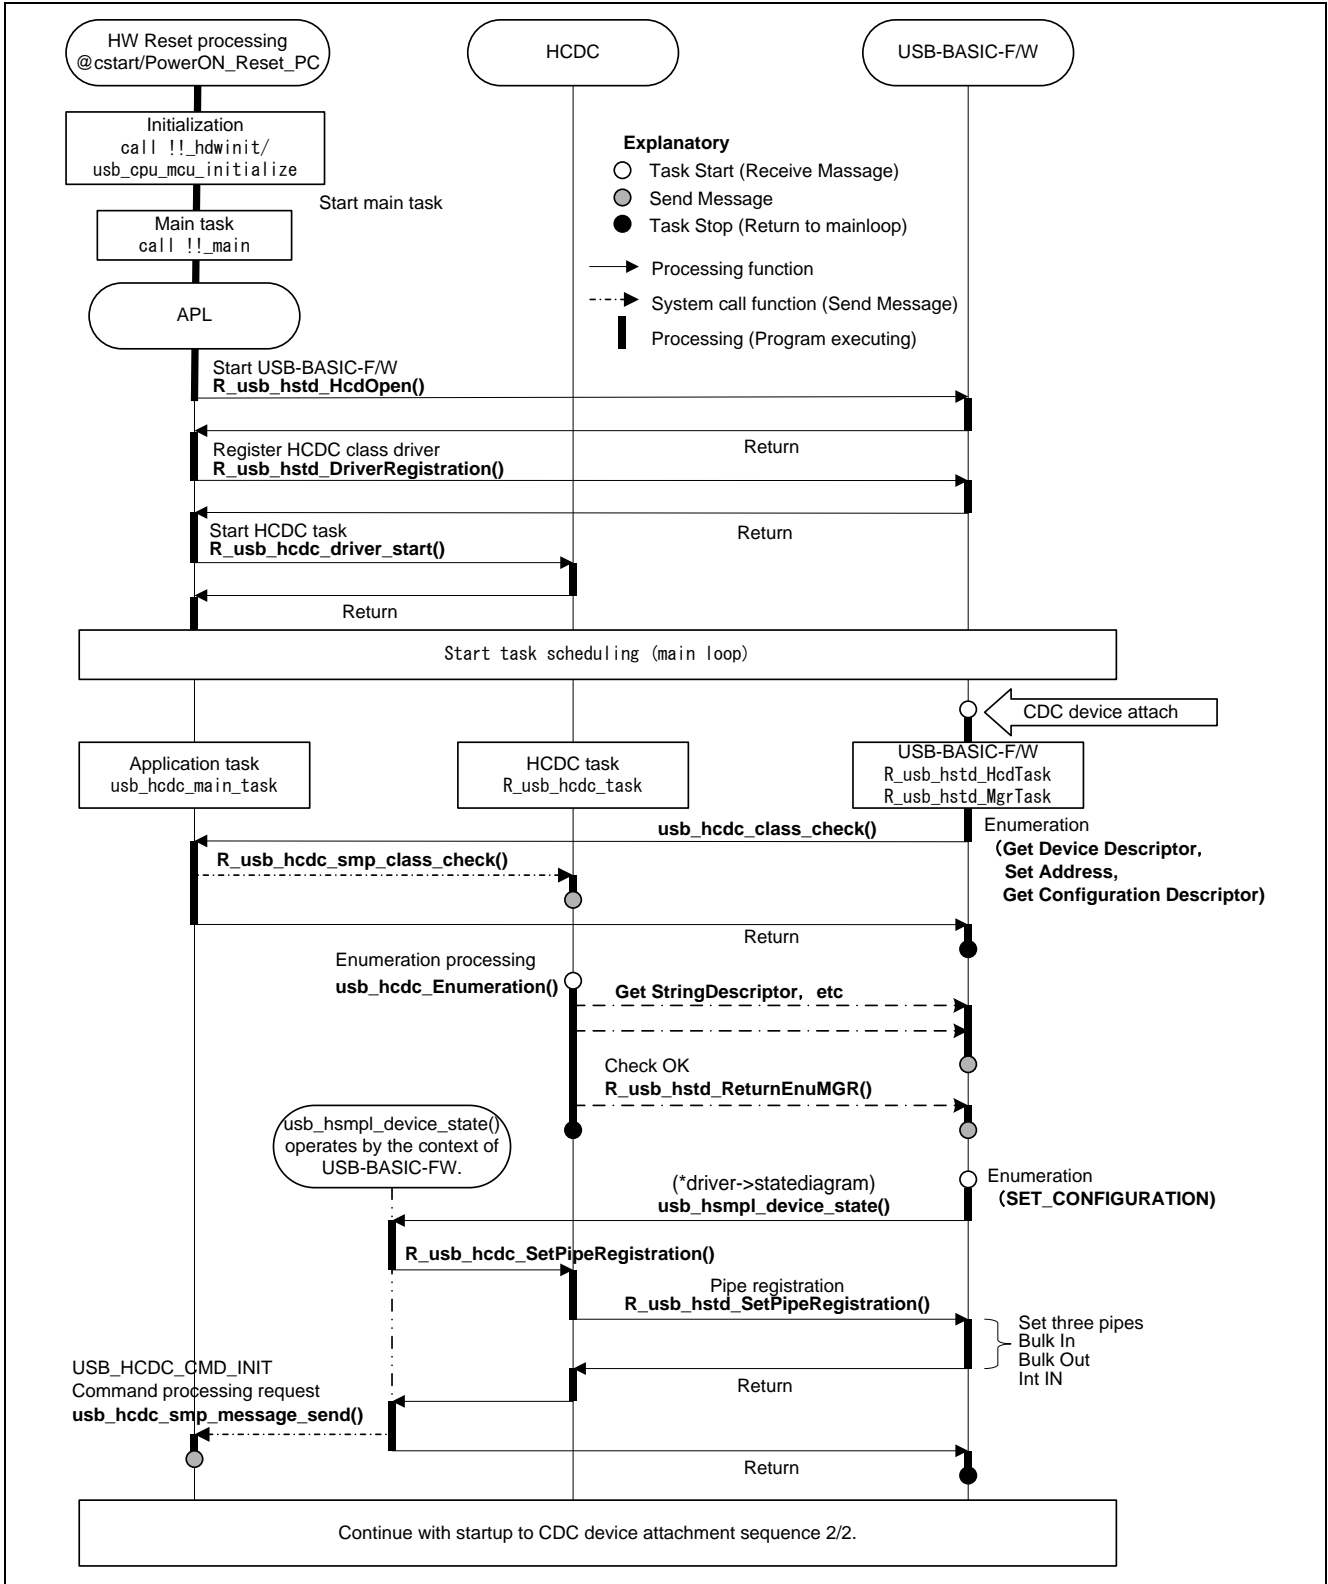 HW Reset processing
@cstart/PowerON_Reset_PC
HCDC
USB-BASIC-F/W
Initialization
call !!_hdwinit/
usb_cpu_mcu_initialize
Start main task
Main task
call !!_main
APL
Explanatory
Task Start (Receive Massage)
Send Message
Task Stop (Return to mainloop)
Processing function
System call function (Send Message)
Processing (Program executing)
Start USB-BASIC-F/W
R_usb_hstd_HcdOpen()
Return
Register HCDC class driver
R_usb_hstd_DriverRegistration()
Return
Start HCDC task
R_usb_hcdc_driver_start()
Return
Start task scheduling (main loop)
CDC device attach
Application task
usb_hcdc_main_task
HCDC task
R_usb_hcdc_task
USB-BASIC-F/W
R_usb_hstd_HcdTask
R_usb_hstd_MgrTask
usb_hcdc_class_check()
Enumeration
(Get Device Descriptor,
Set Address,
Get Configuration Descriptor)
R_usb_hcdc_smp_class_check()
Return
Enumeration processing
usb_hcdc_Enumeration()
Get StringDescriptor, etc
Check OK
R_usb_hstd_ReturnEnuMGR()
usb_hsmpl_device_state()
operates by the context of
USB-BASIC-FW.
(*driver->statediagram)
usb_hsmpl_device_state()
Enumeration
(SET_CONFIGURATION)
R_usb_hcdc_SetPipeRegistration()
Pipe registration
R_usb_hstd_SetPipeRegistration()
Set three pipes
Bulk In
Bulk Out
Int IN
Return
USB_HCDC_CMD_INIT
Command processing request
usb_hcdc_smp_message_send()
Return
Continue with startup to CDC device attachment sequence 2/2.